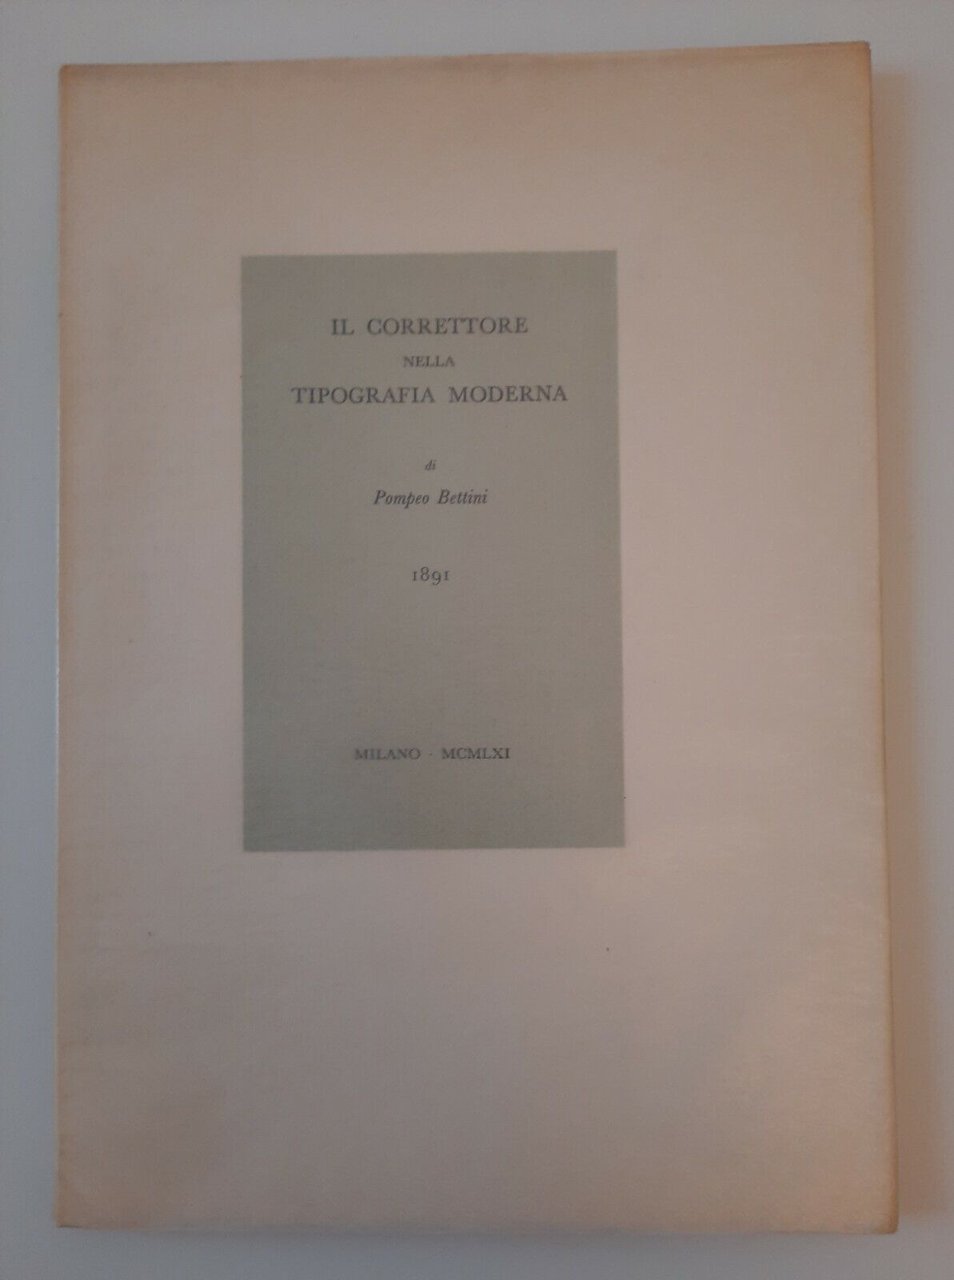 IL CORRETTORE
NELLA
TIPOGRAFIA MODERNA
di
Pompeo Bettini
1891
MILANO · MCMLXI